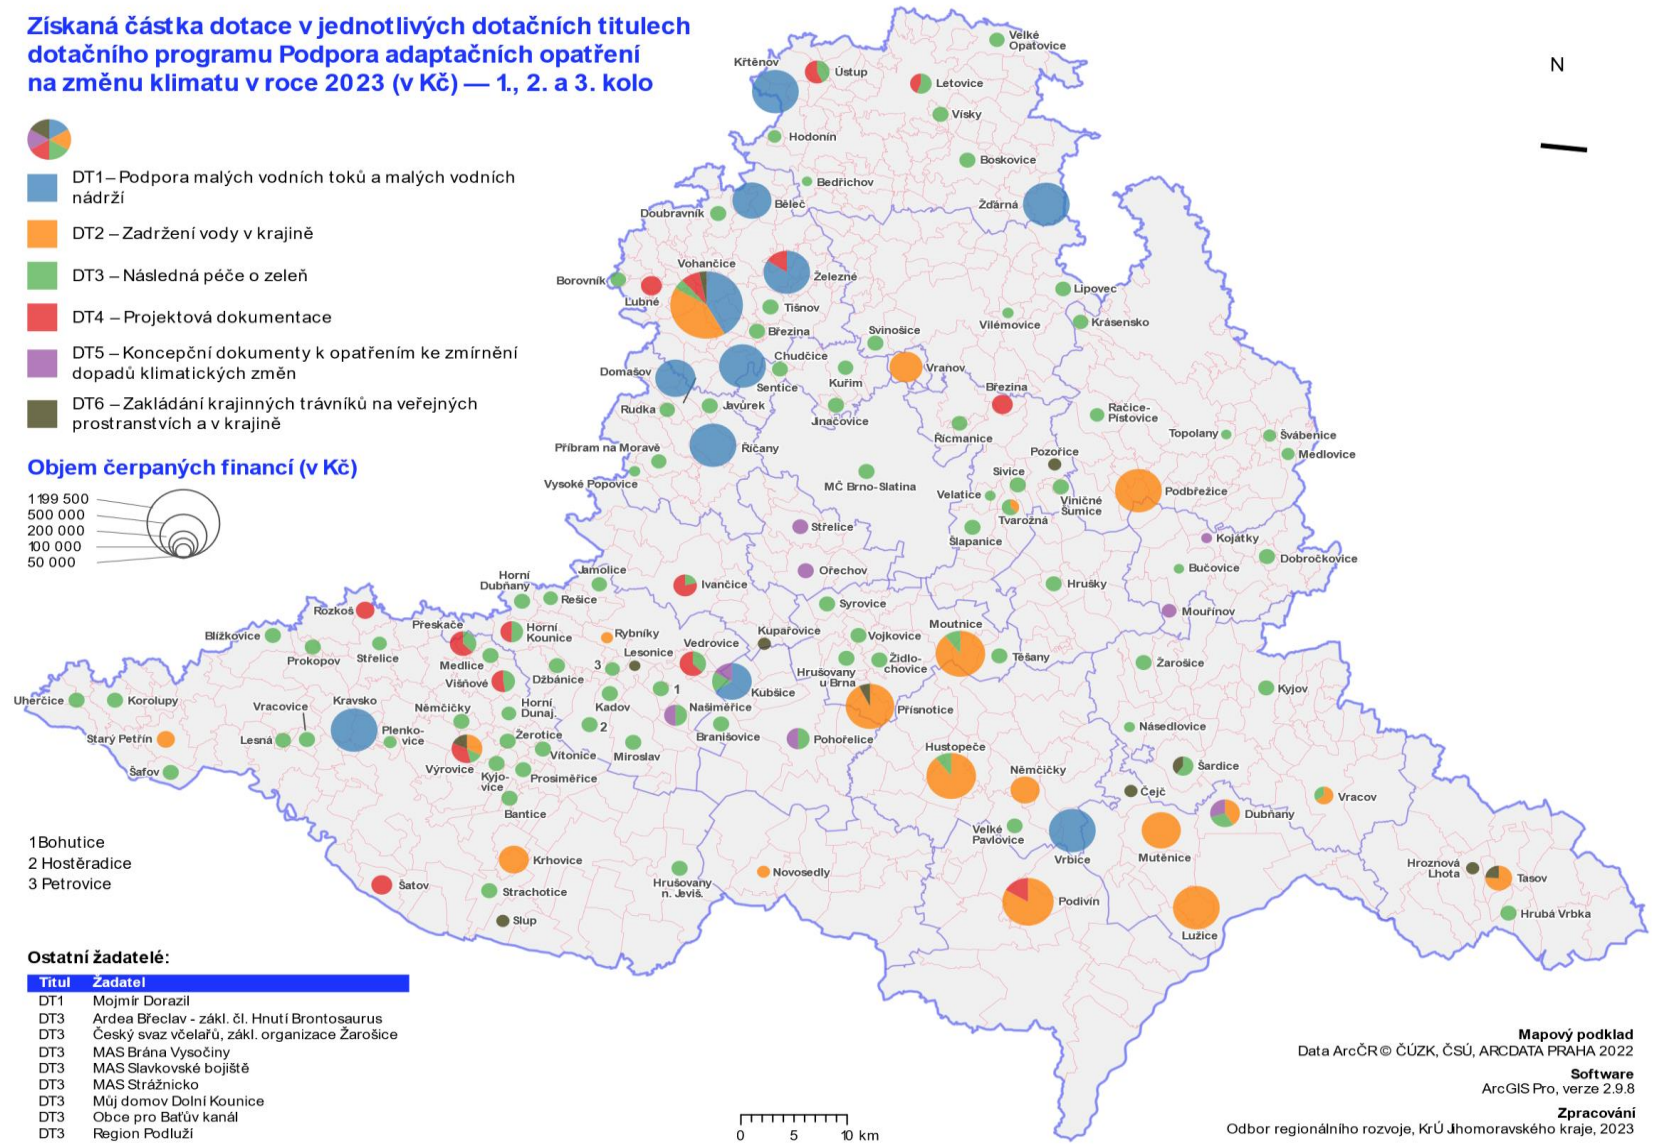 Získaná částka dotace v jednotlivých dotačních titulech
dotačního programu Podpora adaptačních opatření
na změnu klimatu v roce 2023 (v Kč) — 1., 2. a 3. kolo
DT1– Podpora malých vodních toků a malých vodních
nádrží
DT2 – Zadržení vody v krajině
DT3 – Následná péče o zeleň
DT4 – Projektová dokumentace
DT5 – Koncepční dokumenty k opatřením ke zmírnění
dopadů klimatických změn
DT6 – Zakládání krajinných trávníků na veřejných
prostranstvích a v krajině
Objem čerpaných financí (v Kč)
1 199 500
500 000
200 000
100 000
50 000
N
Velké
Opatovice
Křtěnov
Ústup
Letovice
Vísky
Hodonín
Boskovice
Bedřichov
Běleč
Žďárná
Doubravník
Vohančice
Borovník
Železné
Lubné
Lipovec
Tišnov
Vilémovice
Krásensko
Březina
Svinošice
Chudčice
Domašov
Sentice
Kuřim
Vranov
Březina
Rudka
Javůrek
Jinačovice
Račice-
Pístovice
Topolany
Švábenice
Říčmanice
Příbram na Moravě
Říčany
Medlovice
Pozořice
Vysoké Popovice
MČ Brno-Slatina
Sivice
Velatice
Viničné
Šumice
Podbřežice
Tvarožná
Střelice
Šlapanice
Kojátky
Dobročkovice
Bučovice
Ořechov
Jamolice
Horní
Dubňany
Ivančice
Hrušky
Rešice
Syrovice
Mouřínov
Rozkoš
Přeskače
Horní
Kounice
Rybníky
Kupařovice
Vojkovice
Moutnice
Blížkovice
Prokopov
Střelice
Medlice
Lesonice
Vedrovice
Židlo-
chovice
Těšany
Žarošice
3
Džbánice
Hrušovany
u Brna
Višňové
Uherčice
Korolupy
Kravsko
1
Kubšice
Kyjov
Vracovice
Němčičky
Horní
Dunaj.
Kadov
Našiměřice
Přísnotice
Starý Petřín
Lesná
Plenko-
vice
2
Branišovice
Pohořelice
Násedlovice
Žerotice
Hustopeče
Vítonice
Miroslav
Šafov
Výrovice
Kyjo-
vice
Prosiměřice
Němčičky
Šardice
Čejč
Vracov
Bantice
Velké
Pavlovice
Dubňany
Vrbice
Mutěnice
Krhovice
Hroznová
Lhota
Tasov
Šatov
Strachotice
Hrušovany
n. Jeviš.
Novosedly
Podivín
Hrubá Vrbka
Slup
Lužice
1 Bohutice
2 Hostěradice
3 Petrovice
Ostatní žadatelé:
Titul Žadatel
DT1 Mojmír Dorazil
DT3 Ardea Břeclav - zákl. čl. Hnutí Brontosaurus
DT3 Český svaz včelařů, zákl. organizace Žarošice
DT3 MAS Brána Vysočiny
DT3 MAS Slavkovské bojiště
DT3 MAS Strážnicko
DT3 Můj domov Dolní Kounice
DT3 Obce pro Baťův kanál
DT3 Region Podluží
0 5 10 km
Mapový podklad
Data ArcČR © ČÚZK, ČSÚ, ARCDATA PRAHA 2022
Software
ArcGIS Pro, verze 2.9.8
Zpracování
Odbor regionálního rozvoje, KrÚ Jihomoravského kraje, 2023